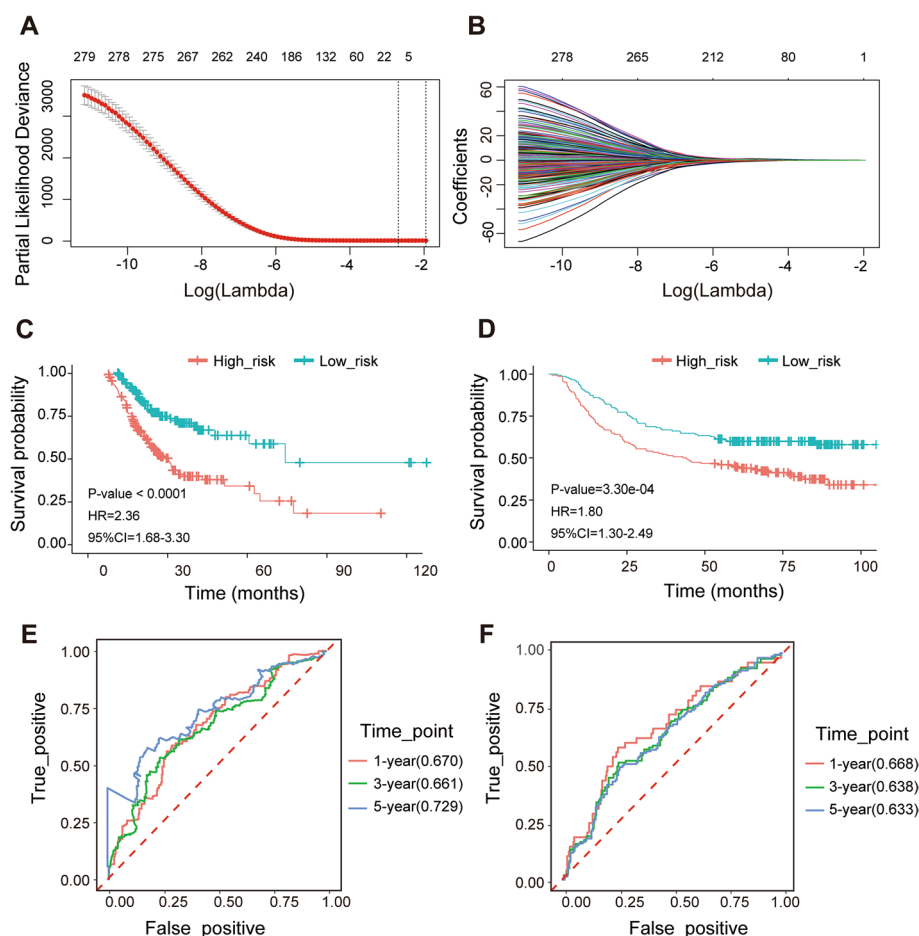 A
279 278 275 267 262 240 186 132 60 22 5
Partial Likelihood Deviance
3000
2000
1000
0
-10 -8 -6 -4 -2
Log(Lambda)
B
278 265 212 80 1
Coefficients
60
20
0
-20
-60
-10 -8 -6 -4 -2
Log(Lambda)
C
High_risk Low_risk
Survival probability
1.00
0.75
0.50
0.25
0.00
P-value < 0.0001
HR=2.36
95%CI=1.68-3.30
0 30 60 90 120
Time (months)
D
High_risk Low_risk
Survival probability
1.00
0.75
0.50
0.25
0.00
P-value=3.30e-04
HR=1.80
95%CI=1.30-2.49
0 25 50 75 100
Time (months)
E
True_positive
1.00
0.75
0.50
0.25
0.00
0.00 0.25 0.50 0.75 1.00
False_positive
Time_point
1-year(0.670)
3-year(0.661)
5-year(0.729)
F
True_positive
1.00
0.75
0.50
0.25
0.00
0.00 0.25 0.50 0.75 1.00
False_positive
Time_point
1-year(0.668)
3-year(0.638)
5-year(0.633)